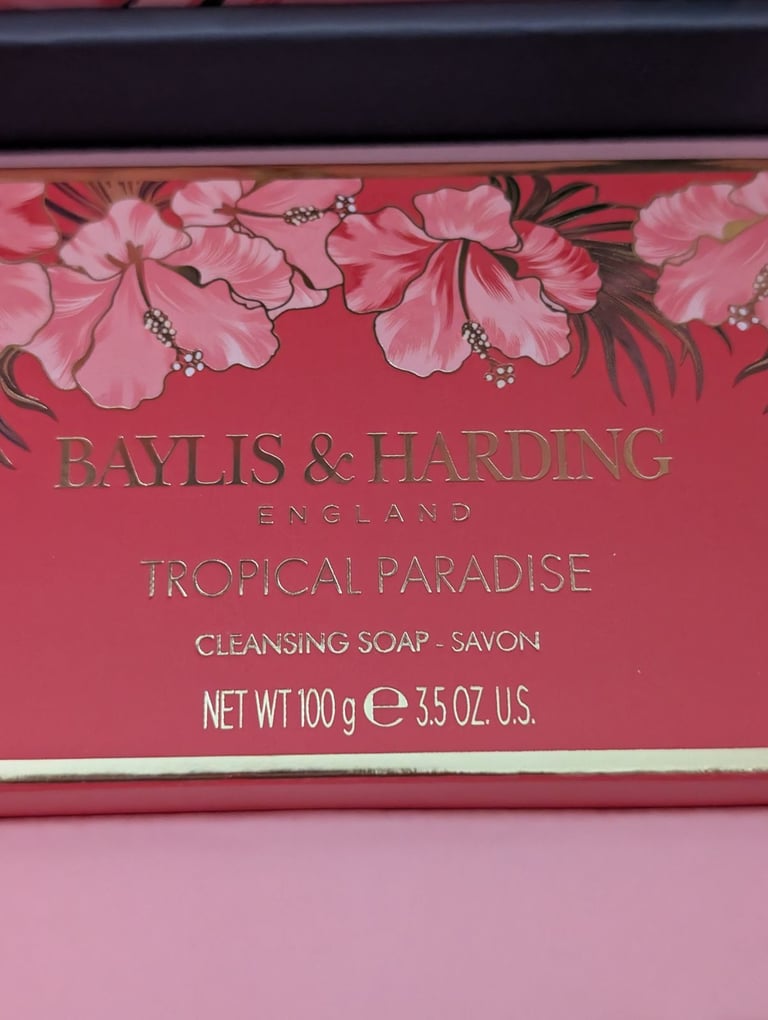 BAYLIS & HARDING
ENGLAND
TROPICAL PARADISE
CLEANSING SOAP - SAVON
NET WT 100 g ℮ 3.5 OZ. U.S.